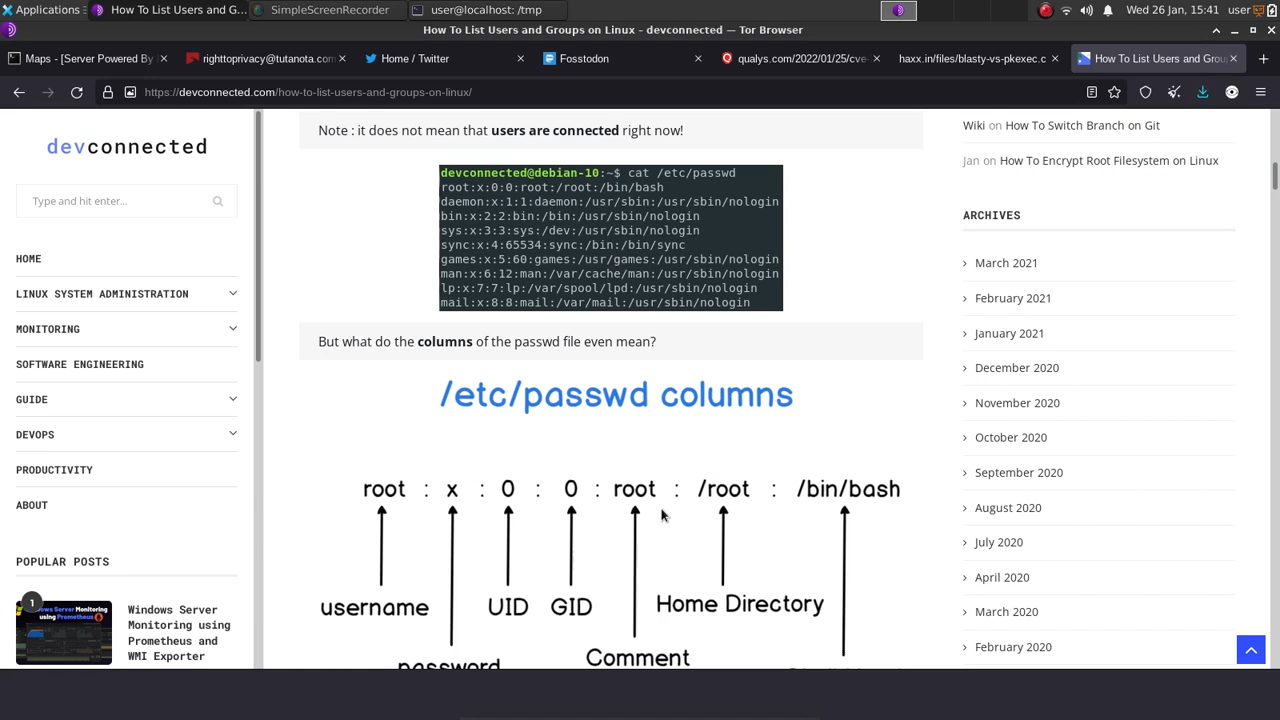 Applications
How To List Users and G...
SimpleScreenRecorder
user@localhost: /tmp
Wed 26 Jan, 15:41
user
How To List Users and Groups on Linux - devconnected — Tor Browser
Maps - [Server Powered By
righttoprivacy@tutanota.com
Home / Twitter
Fosstodon
qualys.com/2022/01/25/cve-
haxx.in/files/blasty-vs-pkexec.c
How To List Users and Grou
https://devconnected.com/how-to-list-users-and-groups-on-linux/
devconnected
Type and hit enter...
HOME
LINUX SYSTEM ADMINISTRATION
MONITORING
SOFTWARE ENGINEERING
GUIDE
DEVOPS
PRODUCTIVITY
ABOUT
POPULAR POSTS
1
Windows Server Monitoring
using Prometheus
Windows Server
Monitoring using
Prometheus and
WMI Exporter
Note : it does not mean that users are connected right now!
devconnected@debian-10:~$ cat /etc/passwd
root:x:0:0:root:/root:/bin/bash
daemon:x:1:1:daemon:/usr/sbin:/usr/sbin/nologin
bin:x:2:2:bin:/bin:/usr/sbin/nologin
sys:x:3:3:sys:/dev:/usr/sbin/nologin
sync:x:4:65534:sync:/bin:/bin/sync
games:x:5:60:games:/usr/games:/usr/sbin/nologin
man:x:6:12:man:/var/cache/man:/usr/sbin/nologin
lp:x:7:7:lp:/var/spool/lpd:/usr/sbin/nologin
mail:x:8:8:mail:/var/mail:/usr/sbin/nologin
But what do the columns of the passwd file even mean?
/etc/passwd columns
root : x : 0 : 0 : root : /root : /bin/bash
username UID GID Home Directory
password Comment
Wiki on How To Switch Branch on Git
Jan on How To Encrypt Root Filesystem on Linux
ARCHIVES
March 2021
February 2021
January 2021
December 2020
November 2020
October 2020
September 2020
August 2020
July 2020
April 2020
March 2020
February 2020